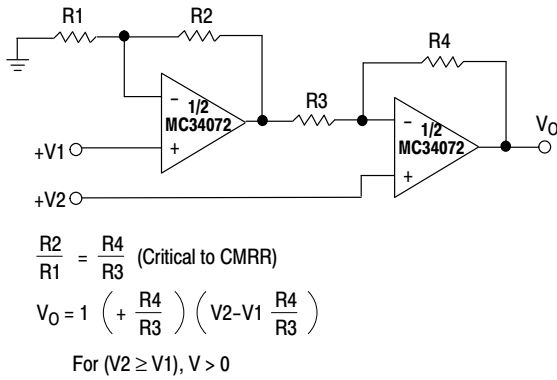 R1
R2
R4
R3
1/2
MC34072
1/2
MC34072
VO
−
+
−
+
+V1
+V2
R2/R1 = R4/R3 (Critical to CMRR)
VO = 1 ( + R4/R3 ) ( V2−V1 R4/R3 )
For (V2 ≥ V1), V > 0